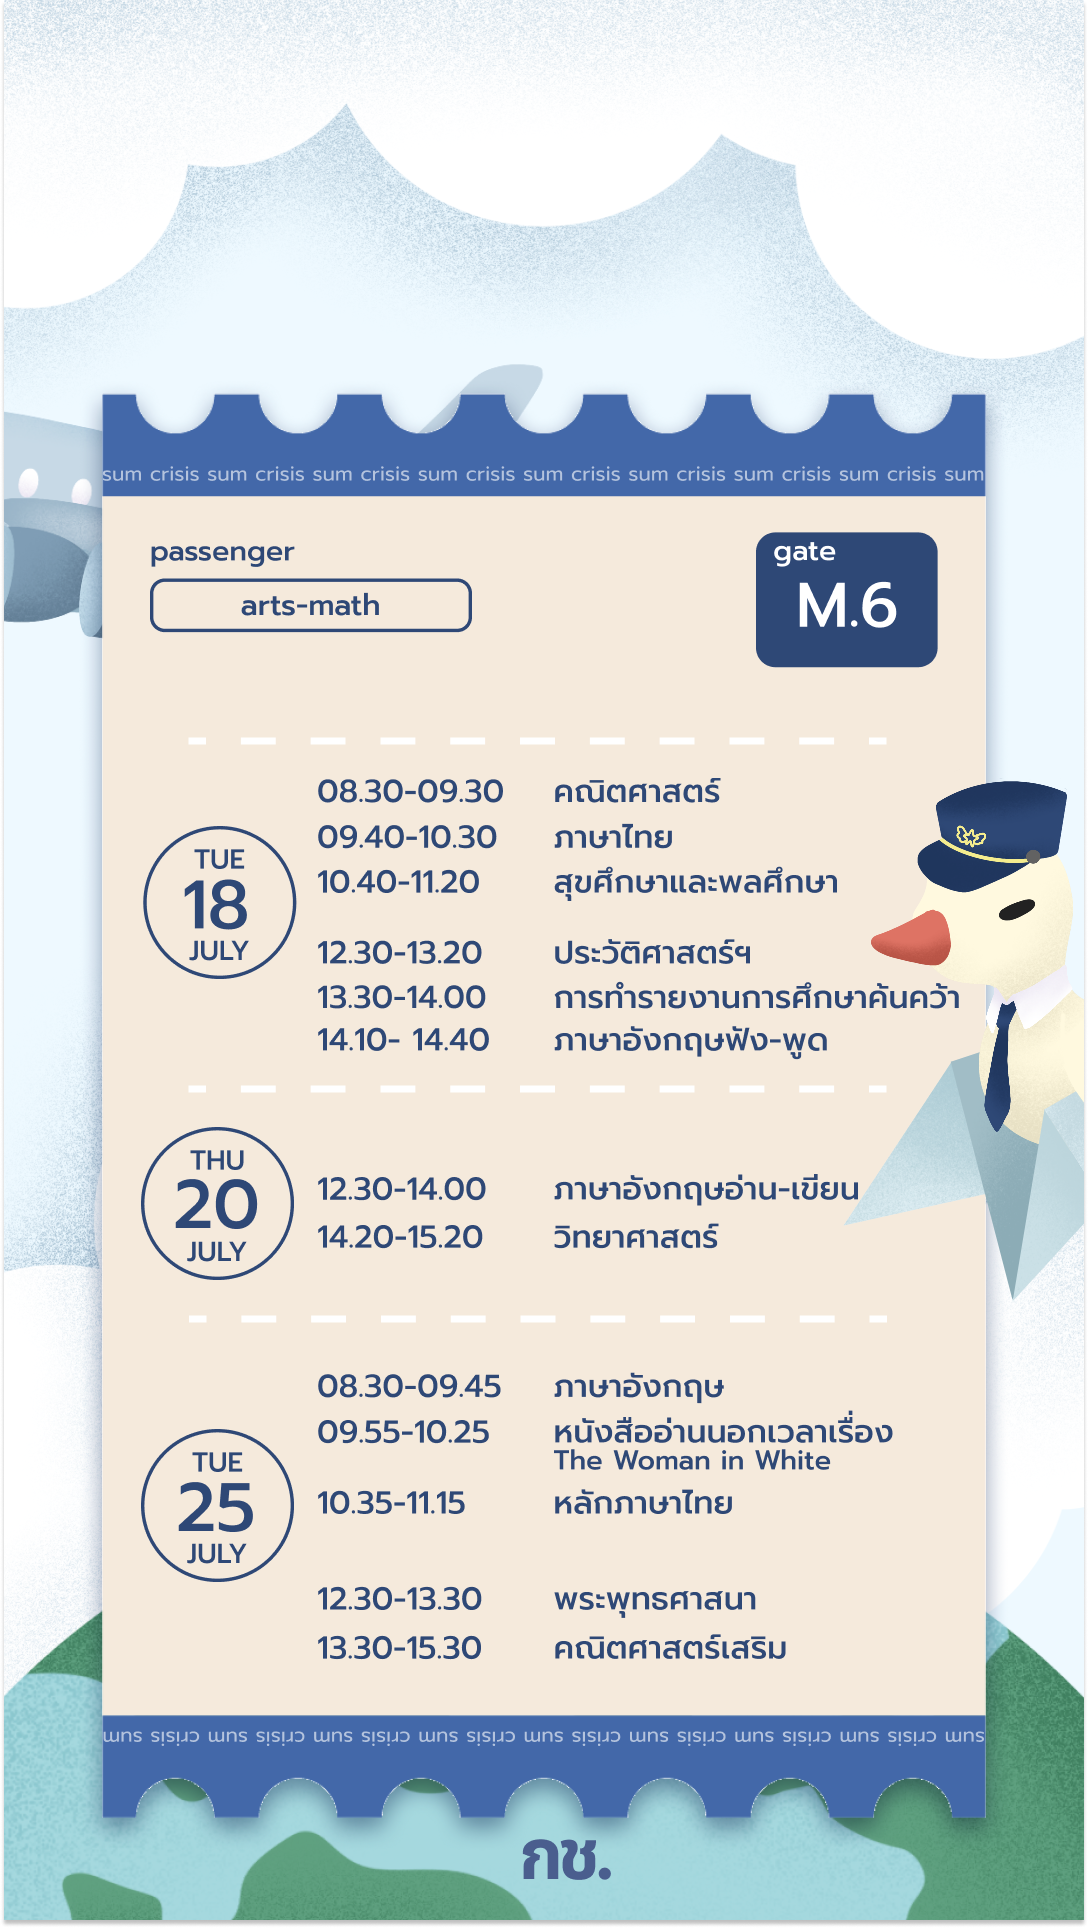 sum crisis sum crisis sum crisis sum crisis sum crisis sum crisis sum crisis sum crisis sum
passenger
arts-math
gate
M.6
TUE
18
JULY
08.30-09.30 คณิตศาสตร์
09.40-10.30 ภาษาไทย
10.40-11.20 สุขศึกษาและพลศึกษา
12.30-13.20 ประวัติศาสตร์ฯ
13.30-14.00 การทำรายงานการศึกษาค้นคว้า
14.10- 14.40 ภาษาอังกฤษฟัง-พูด
THU
20
JULY
12.30-14.00 ภาษาอังกฤษอ่าน-เขียน
14.20-15.20 วิทยาศาสตร์
TUE
25
JULY
08.30-09.45 ภาษาอังกฤษ
09.55-10.25 หนังสืออ่านนอกเวลาเรื่อง
The Woman in White
10.35-11.15 หลักภาษาไทย
12.30-13.30 พระพุทธศาสนา
13.30-15.30 คณิตศาสตร์เสริม
sum crisis sum crisis sum crisis sum crisis sum crisis sum crisis sum crisis sum crisis sum
กช.